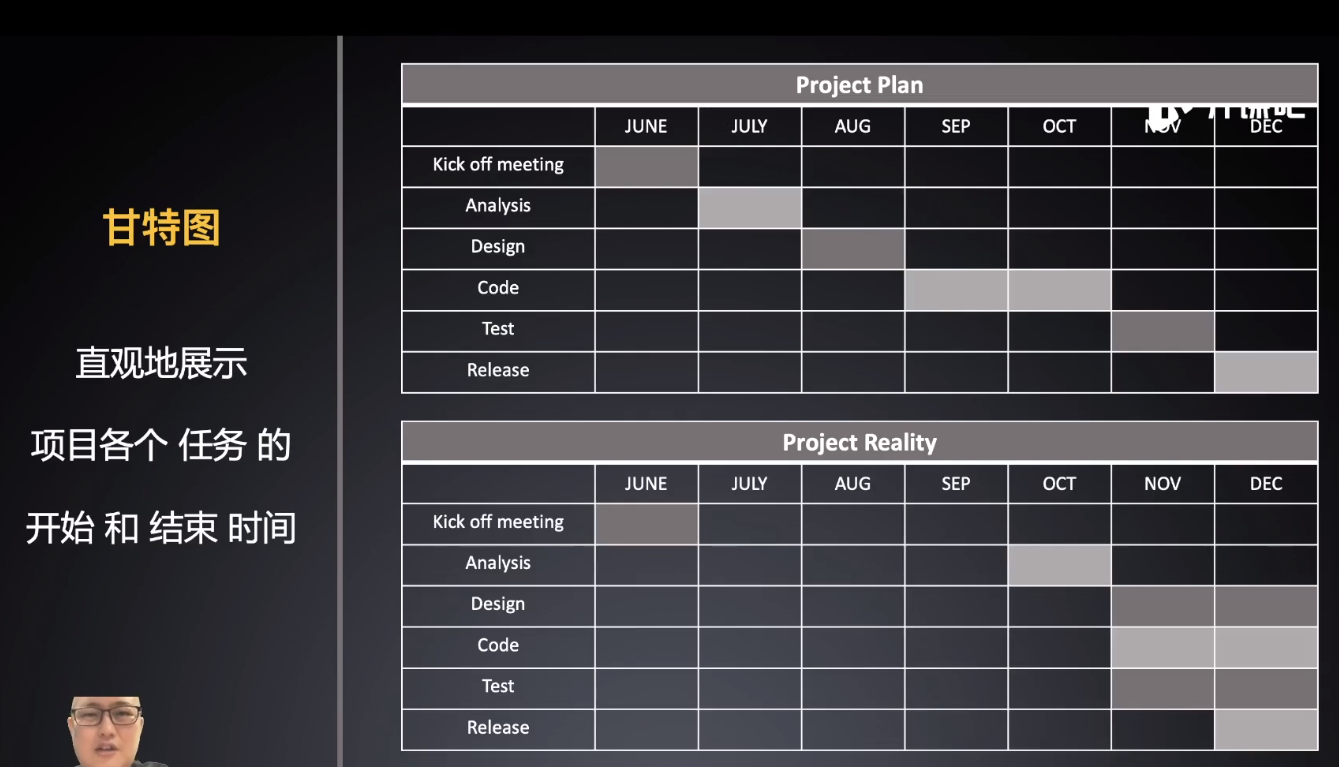 甘特图
直观地展示
项目各个 任务 的
开始 和 结束 时间
Project Plan
JUNE JULY AUG SEP OCT NOV DEC
Kick off meeting
Analysis
Design
Code
Test
Release
Project Reality
JUNE JULY AUG SEP OCT NOV DEC
Kick off meeting
Analysis
Design
Code
Test
Release